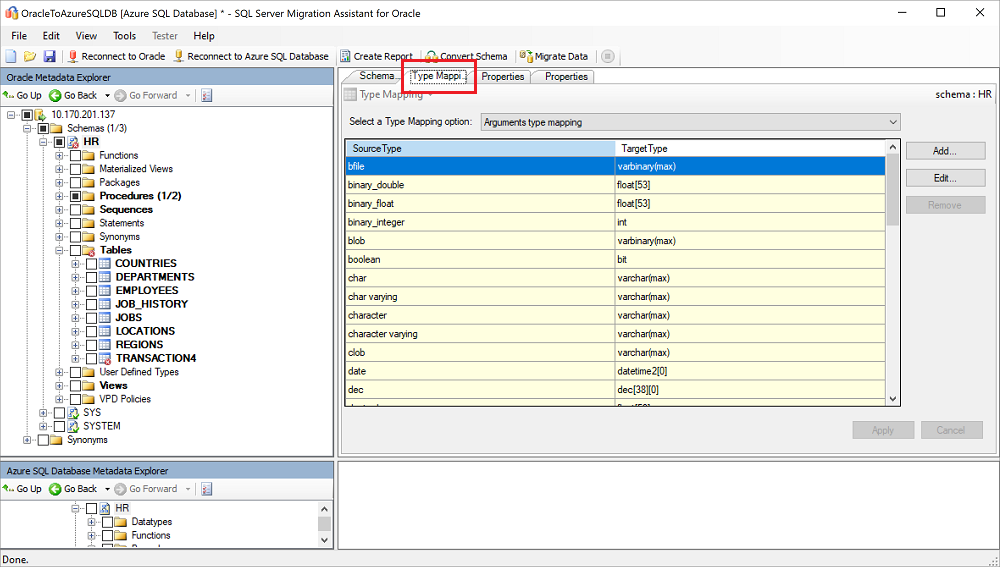 OracleToAzureSQLDB [Azure SQL Database] * - SQL Server Migration Assistant for Oracle
File Edit View Tools Tester Help
Reconnect to Oracle Reconnect to Azure SQL Database Create Report Convert Schema Migrate Data
Oracle Metadata Explorer
Go Up Go Back Go Forward
10.170.201.137
Schemas (1/3)
HR
Functions
Materialized Views
Packages
Procedures (1/2)
Sequences
Statements
Synonyms
Tables
COUNTRIES
DEPARTMENTS
EMPLOYEES
JOB_HISTORY
JOBS
LOCATIONS
REGIONS
TRANSACTION4
User Defined Types
Views
VPD Policies
SYS
SYSTEM
Synonyms
Schema... Type Mappi... Properties Properties
Type Mapping schema : HR
Select a Type Mapping option: Arguments type mapping
SourceType TargetType
bfile varbinary(max)
binary_double float[53]
binary_float float[53]
binary_integer int
blob varbinary(max)
boolean bit
char varchar(max)
char varying varchar(max)
character varchar(max)
character varying varchar(max)
clob varchar(max)
date datetime2[0]
dec dec[38][0]
Add...
Edit...
Remove
Apply Cancel
Azure SQL Database Metadata Explorer
Go Up Go Back Go Forward
HR
Datatypes
Functions
Done.